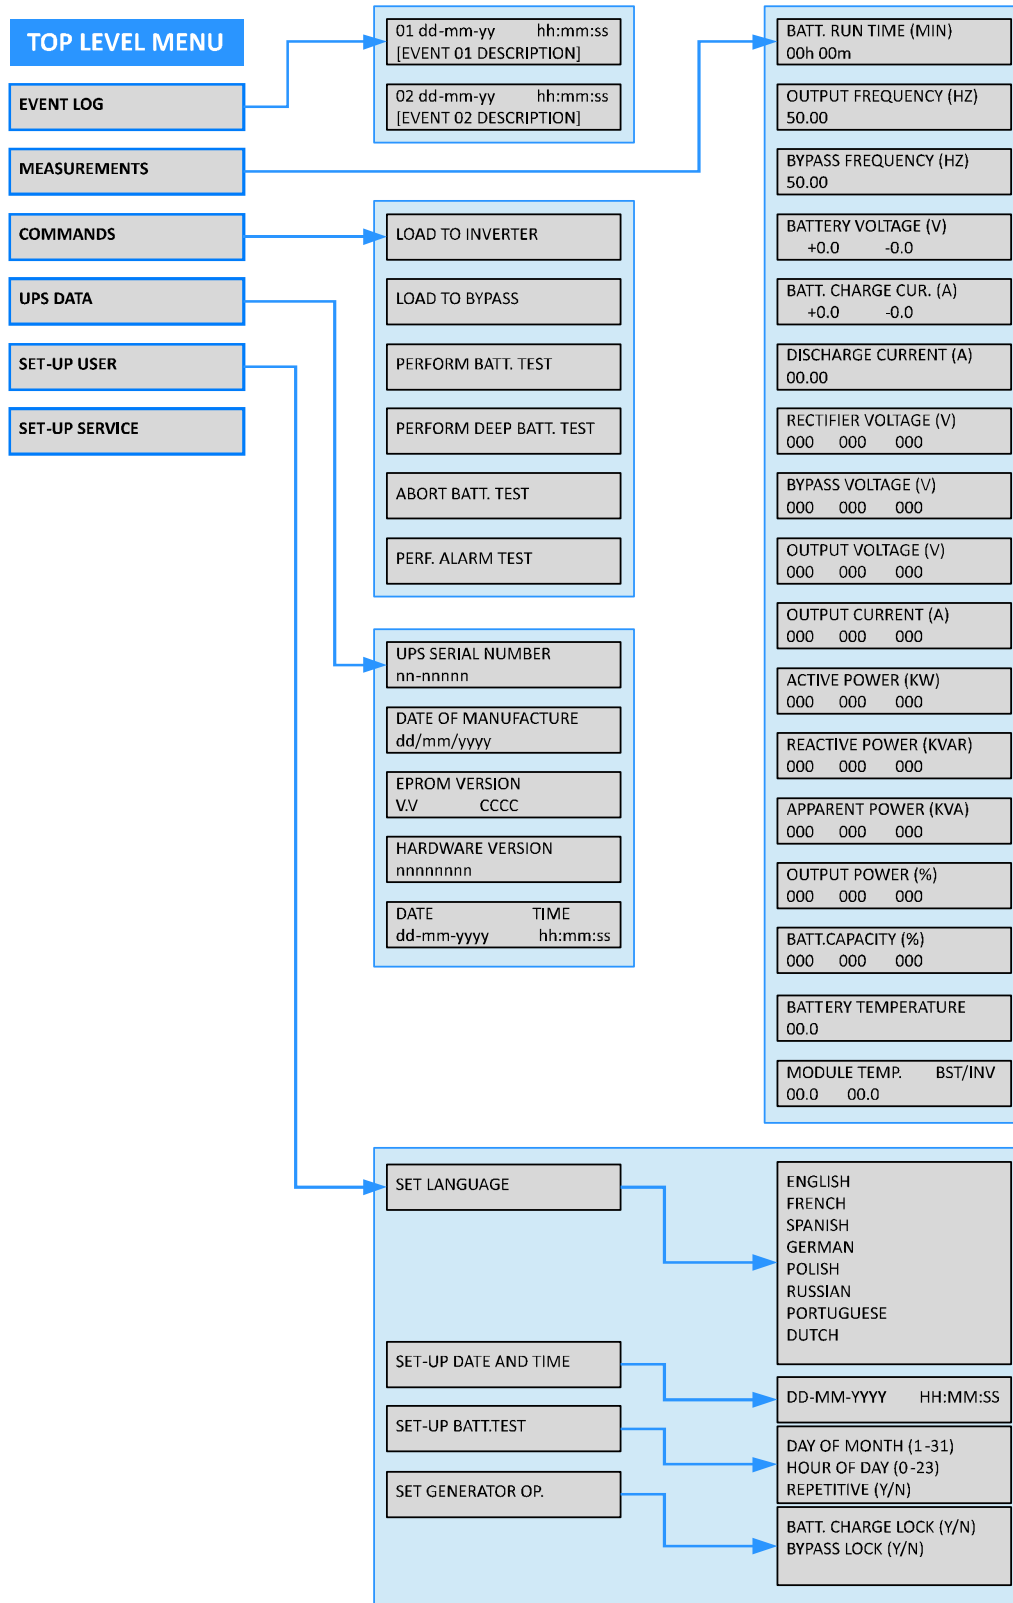 TOP LEVEL MENU
EVENT LOG
MEASUREMENTS
COMMANDS
UPS DATA
SET-UP USER
SET-UP SERVICE
01 dd-mm-yy hh:mm:ss
[EVENT 01 DESCRIPTION]
02 dd-mm-yy hh:mm:ss
[EVENT 02 DESCRIPTION]
LOAD TO INVERTER
LOAD TO BYPASS
PERFORM BATT. TEST
PERFORM DEEP BATT. TEST
ABORT BATT. TEST
PERF. ALARM TEST
UPS SERIAL NUMBER
nn-nnnnn
DATE OF MANUFACTURE
dd/mm/yyyy
EPROM VERSION
V.V CCCC
HARDWARE VERSION
nnnnnnnn
DATE TIME
dd-mm-yyyy hh:mm:ss
BATT. RUN TIME (MIN)
00h 00m
OUTPUT FREQUENCY (HZ)
50.00
BYPASS FREQUENCY (HZ)
50.00
BATTERY VOLTAGE (V)
+0.0 -0.0
BATT. CHARGE CUR. (A)
+0.0 -0.0
DISCHARGE CURRENT (A)
00.00
RECTIFIER VOLTAGE (V)
000 000 000
BYPASS VOLTAGE (V)
000 000 000
OUTPUT VOLTAGE (V)
000 000 000
OUTPUT CURRENT (A)
000 000 000
ACTIVE POWER (KW)
000 000 000
REACTIVE POWER (KVAR)
000 000 000
APPARENT POWER (KVA)
000 000 000
OUTPUT POWER (%)
000 000 000
BATT.CAPACITY (%)
000 000 000
BATTERY TEMPERATURE
00.0
MODULE TEMP. BST/INV
00.0 00.0
SET LANGUAGE
ENGLISH
FRENCH
SPANISH
GERMAN
POLISH
RUSSIAN
PORTUGUESE
DUTCH
SET-UP DATE AND TIME
DD-MM-YYYY HH:MM:SS
SET-UP BATT.TEST
DAY OF MONTH (1-31)
HOUR OF DAY (0-23)
REPETITIVE (Y/N)
SET GENERATOR OP.
BATT. CHARGE LOCK (Y/N)
BYPASS LOCK (Y/N)